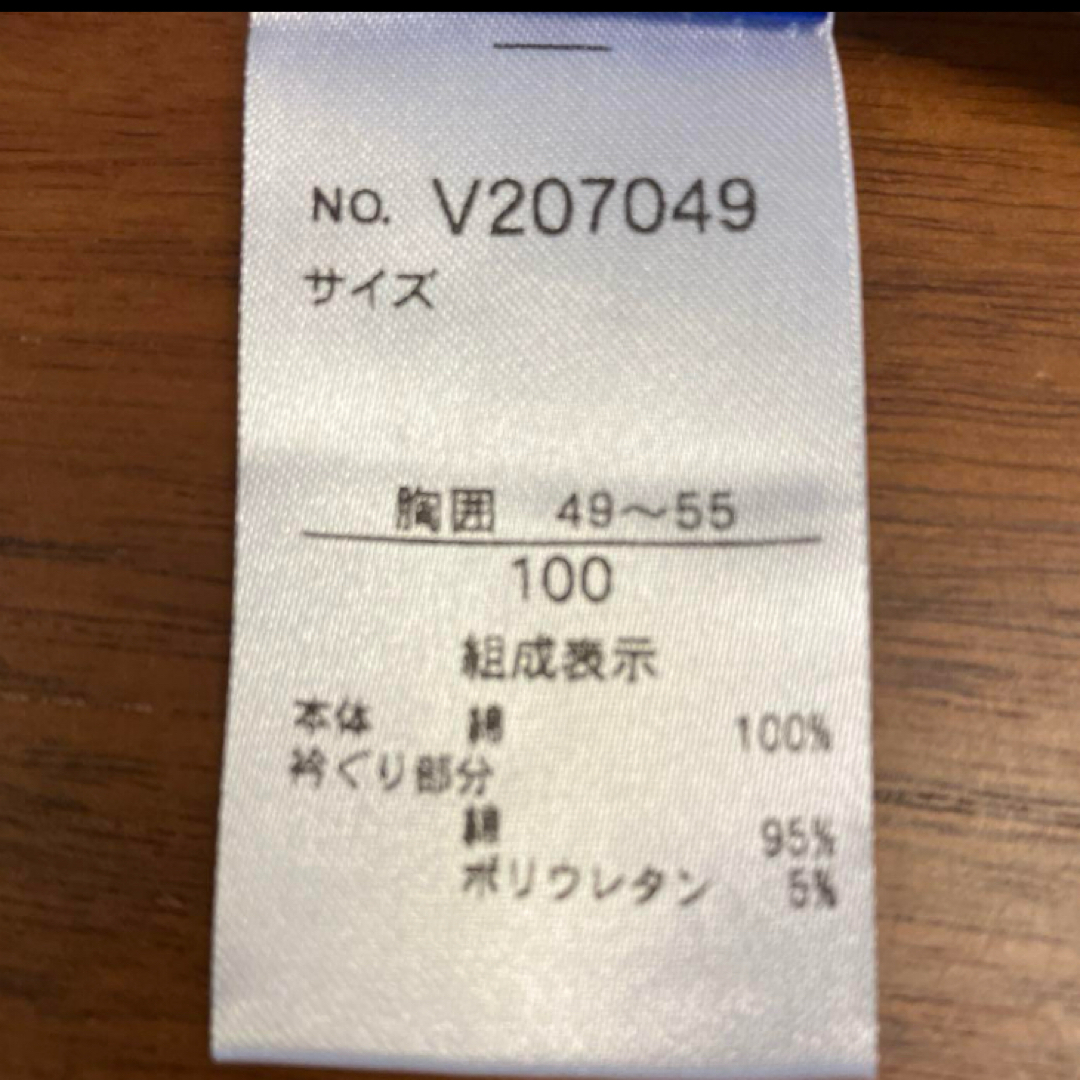 NO. V207049
サイズ
胸囲 49〜55
100
組成表示
本体 綿 100%
衿ぐり部分
綿 95%
ポリウレタン 5%